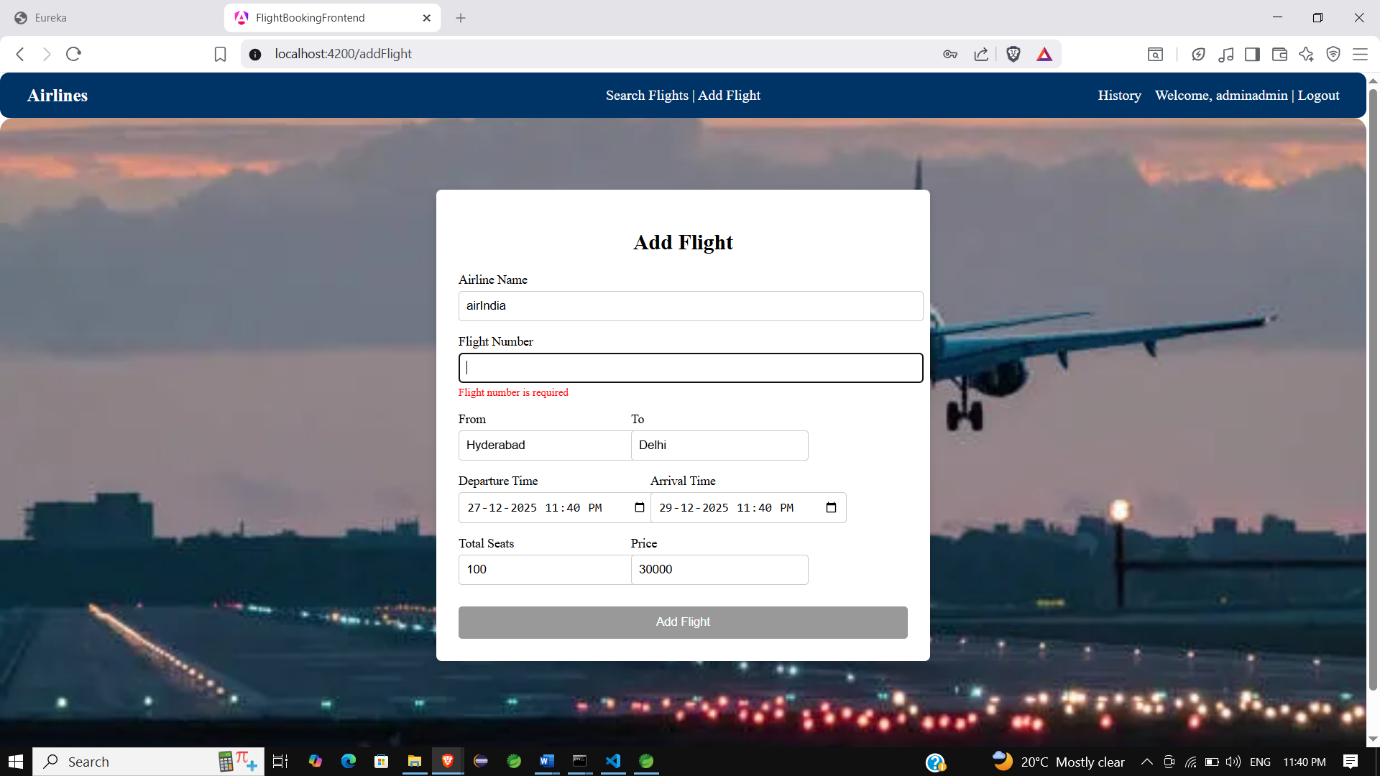 Eureka
FlightBookingFrontend
localhost:4200/addFlight
Airlines
Search Flights | Add Flight
History
Welcome, adminadmin | Logout
Add Flight
Airline Name
airIndia
Flight Number
Flight number is required
From To
Hyderabad Delhi
Departure Time Arrival Time
27-12-2025 11:40 PM 29-12-2025 11:40 PM
Total Seats Price
100 30000
Add Flight
Search
20°C Mostly clear
ENG
11:40 PM